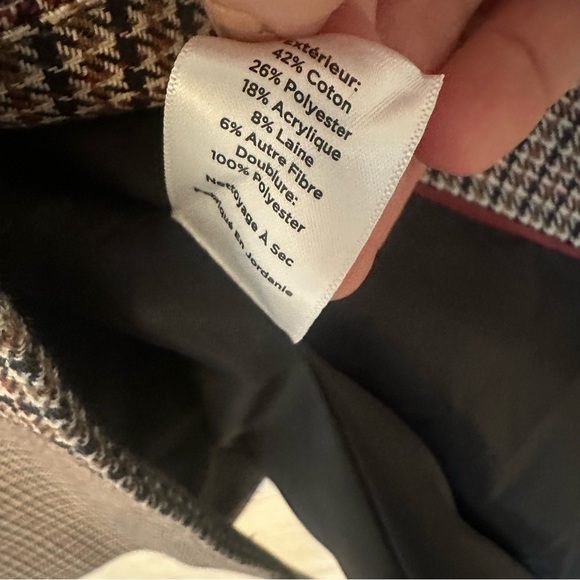 Extérieur:
42% Coton
26% Polyester
18% Acrylique
8% Laine
6% Autre Fibre
Doublure:
100% Polyester
Nettoyage À Sec
Fabriqué En Jordanie